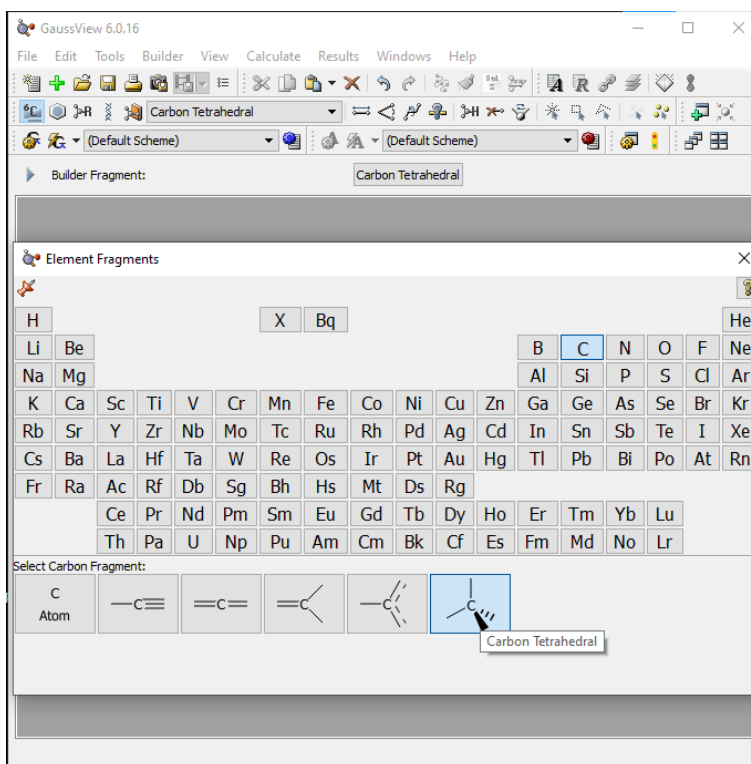 GaussView 6.0.16
File Edit Tools Builder View Calculate Results Windows Help
6C Carbon Tetrahedral
(Default Scheme) (Default Scheme)
Builder Fragment: Carbon Tetrahedral
Element Fragments
H X Bq He
Li Be B C N O F Ne
Na Mg Al Si P S Cl Ar
K Ca Sc Ti V Cr Mn Fe Co Ni Cu Zn Ga Ge As Se Br Kr
Rb Sr Y Zr Nb Mo Tc Ru Rh Pd Ag Cd In Sn Sb Te I Xe
Cs Ba La Hf Ta W Re Os Ir Pt Au Hg Tl Pb Bi Po At Rn
Fr Ra Ac Rf Db Sg Bh Hs Mt Ds Rg
Ce Pr Nd Pm Sm Eu Gd Tb Dy Ho Er Tm Yb Lu
Th Pa U Np Pu Am Cm Bk Cf Es Fm Md No Lr
Select Carbon Fragment:
C
Atom
C C C C C
Carbon Tetrahedral